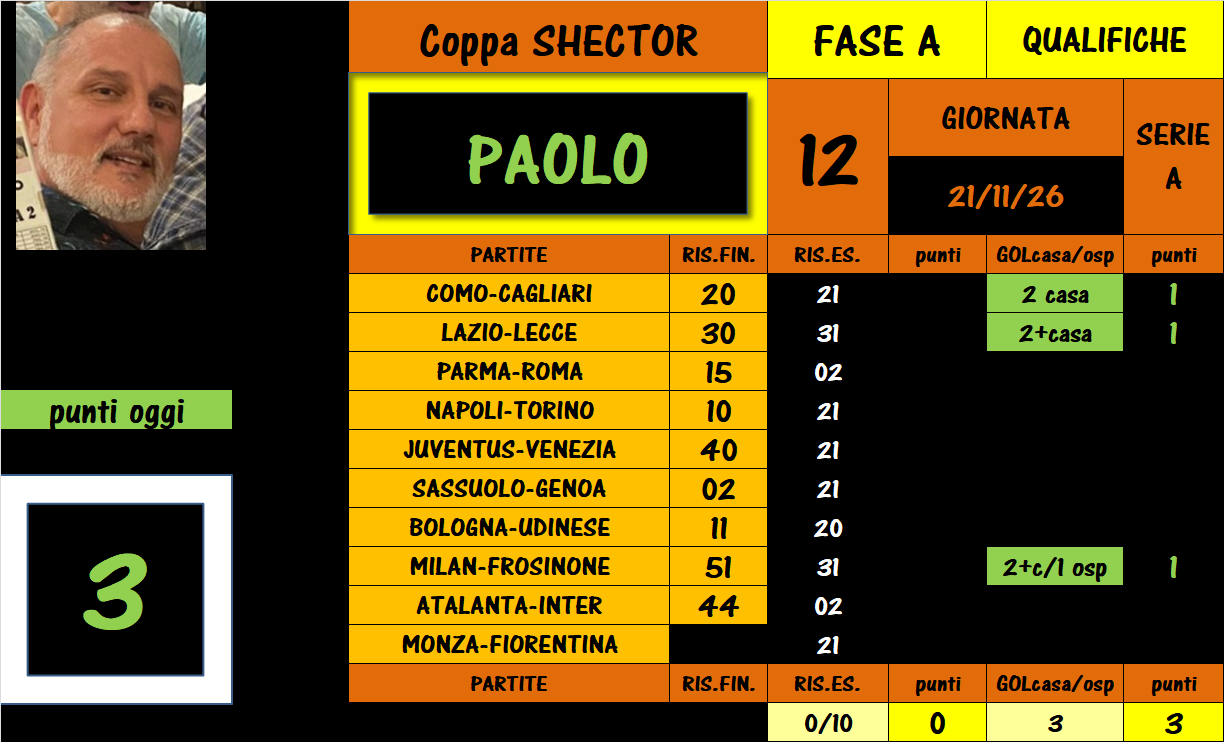 Coppa SHECTOR FASE A QUALIFICHE
PAOLO 12 GIORNATA SERIE A
21/11/26
PARTITE RIS.FIN. RIS.ES. punti GOLcasa/osp punti
COMO-CAGLIARI 20 21 2 casa 1
LAZIO-LECCE 30 31 2+casa 1
PARMA-ROMA 15 02
NAPOLI-TORINO 10 21
JUVENTUS-VENEZIA 40 21
SASSUOLO-GENOA 02 21
BOLOGNA-UDINESE 11 20
MILAN-FROSINONE 51 31 2+c/1 osp 1
ATALANTA-INTER 44 02
MONZA-FIORENTINA 21
PARTITE RIS.FIN. RIS.ES. punti GOLcasa/osp punti
0/10 0 3 3
A 2
punti oggi
3